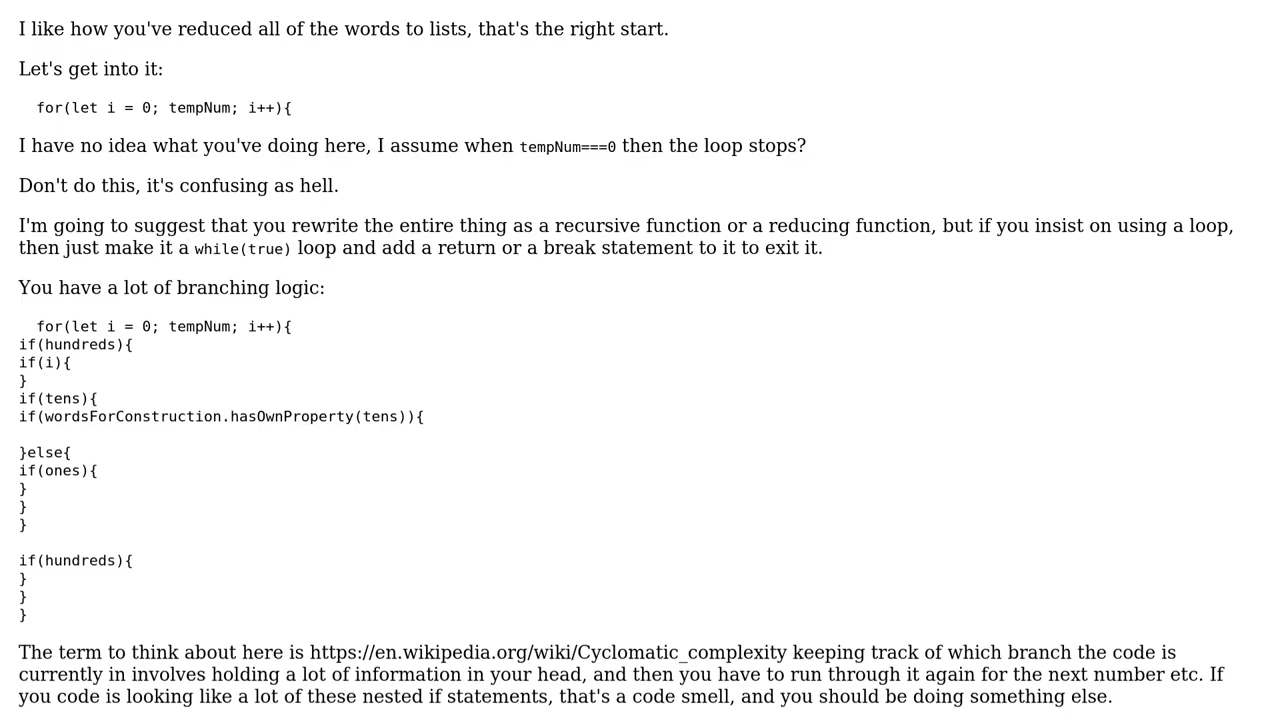 I like how you've reduced all of the words to lists, that's the right start.
Let's get into it:
for(let i = 0; tempNum; i++){
I have no idea what you've doing here, I assume when tempNum===0 then the loop stops?
Don't do this, it's confusing as hell.
I'm going to suggest that you rewrite the entire thing as a recursive function or a reducing function, but if you insist on using a loop,
then just make it a while(true) loop and add a return or a break statement to it to exit it.
You have a lot of branching logic:
for(let i = 0; tempNum; i++){
if(hundreds){
if(i){
}
if(tens){
if(wordsForConstruction.hasOwnProperty(tens)){
}else{
if(ones){
}
}
}
if(hundreds){
}
}
}
The term to think about here is https://en.wikipedia.org/wiki/Cyclomatic_complexity keeping track of which branch the code is
currently in involves holding a lot of information in your head, and then you have to run through it again for the next number etc. If
you code is looking like a lot of these nested if statements, that's a code smell, and you should be doing something else.